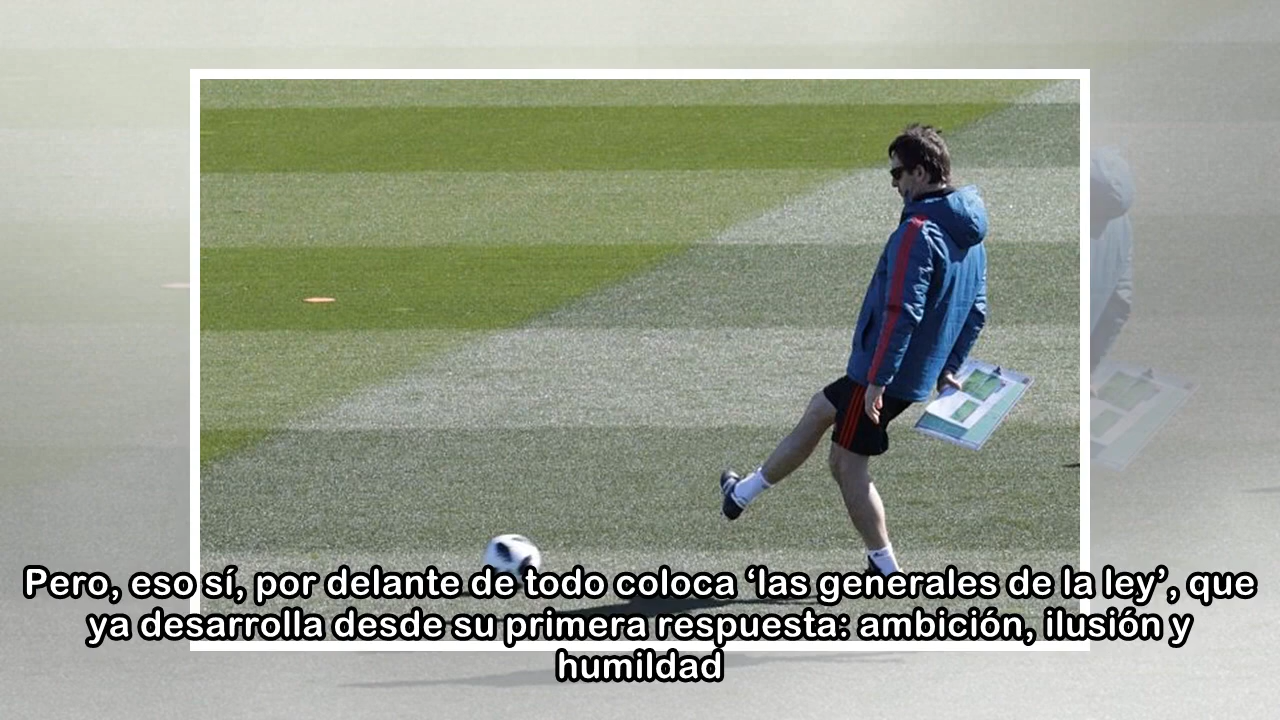 Pero, eso sí, por delante de todo coloca ‘las generales de la ley’, que
ya desarrolla desde su primera respuesta: ambición, ilusión y
humildad